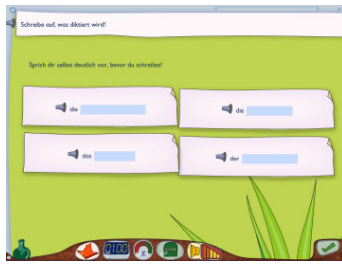 Schreibe auf, was diktiert wird!
Sprich dir selbst deutlich vor, bevor du schreibst!
die
die
das
der